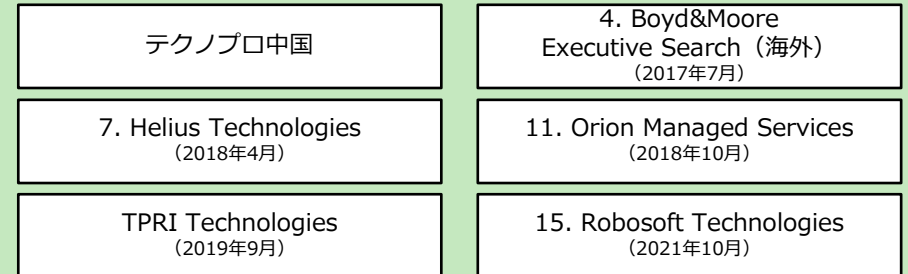 テクノプロ中国
4. Boyd&Moore
Executive Search（海外）
（2017年7月）
7. Helius Technologies
（2018年4月）
11. Orion Managed Services
（2018年10月）
TPRI Technologies
（2019年9月）
15. Robosoft Technologies
（2021年10月）